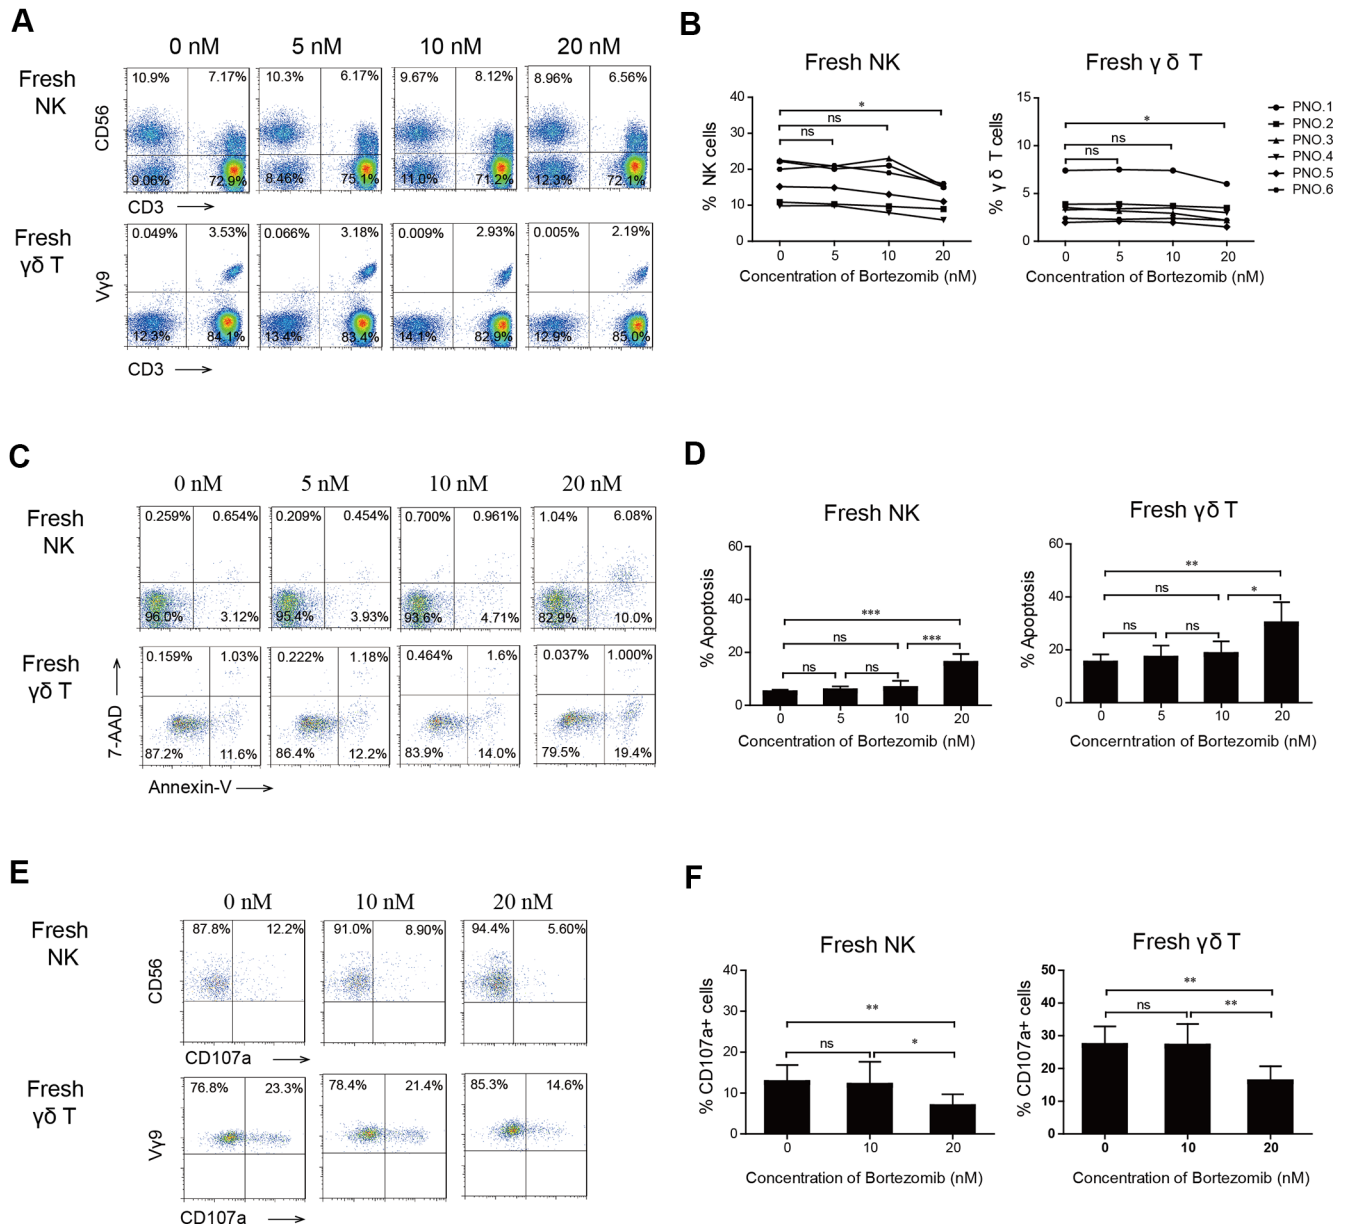 A
0 nM 5 nM 10 nM 20 nM
Fresh NK
10.9% 7.17% 10.3% 6.17% 9.67% 8.12% 8.96% 6.56%
CD56
9.06% 72.9% 8.46% 75.1% 11.0% 71.2% 12.3% 72.1%
CD3
Fresh γδ T
0.049% 3.53% 0.066% 3.18% 0.009% 2.93% 0.005% 2.19%
Vγ9
12.3% 84.1% 13.4% 83.4% 14.1% 82.9% 12.9% 85.0%
CD3
B
Fresh NK
% NK cells
40
30
20
10
0
*
ns
ns
0 5 10 20
Concentration of Bortezomib (nM)
Fresh γ δ T
% γ δ T cells
15
10
5
0
*
ns
ns
0 5 10 20
Concentration of Bortezomib (nM)
PNO.1
PNO.2
PNO.3
PNO.4
PNO.5
PNO.6
C
0 nM 5 nM 10 nM 20 nM
Fresh NK
0.259% 0.654% 0.209% 0.454% 0.700% 0.961% 1.04% 6.08%
96.0% 3.12% 95.4% 3.93% 93.6% 4.71% 82.9% 10.0%
Fresh γδ T
0.159% 1.03% 0.222% 1.18% 0.464% 1.6% 0.037% 1.000%
7-AAD
87.2% 11.6% 86.4% 12.2% 83.9% 14.0% 79.5% 19.4%
Annexin-V
D
Fresh NK
% Apoptosis
60
40
20
0
***
ns ***
ns ns
0 5 10 20
Concentration of Bortezomib (nM)
Fresh γδ T
% Apoptosis
60
40
20
0
**
ns *
ns ns
0 5 10 20
Concerntration of Bortezomib (nM)
E
0 nM 10 nM 20 nM
Fresh NK
87.8% 12.2% 91.0% 8.90% 94.4% 5.60%
CD56
CD107a
Fresh γδ T
76.8% 23.3% 78.4% 21.4% 85.3% 14.6%
Vγ9
CD107a
F
Fresh NK
% CD107a+ cells
40
30
20
10
0
**
ns *
0 10 20
Concentration of Bortezomib (nM)
Fresh γδ T
% CD107a+ cells
50
40
30
20
10
0
**
ns **
0 10 20
Concentration of Bortezomib (nM)